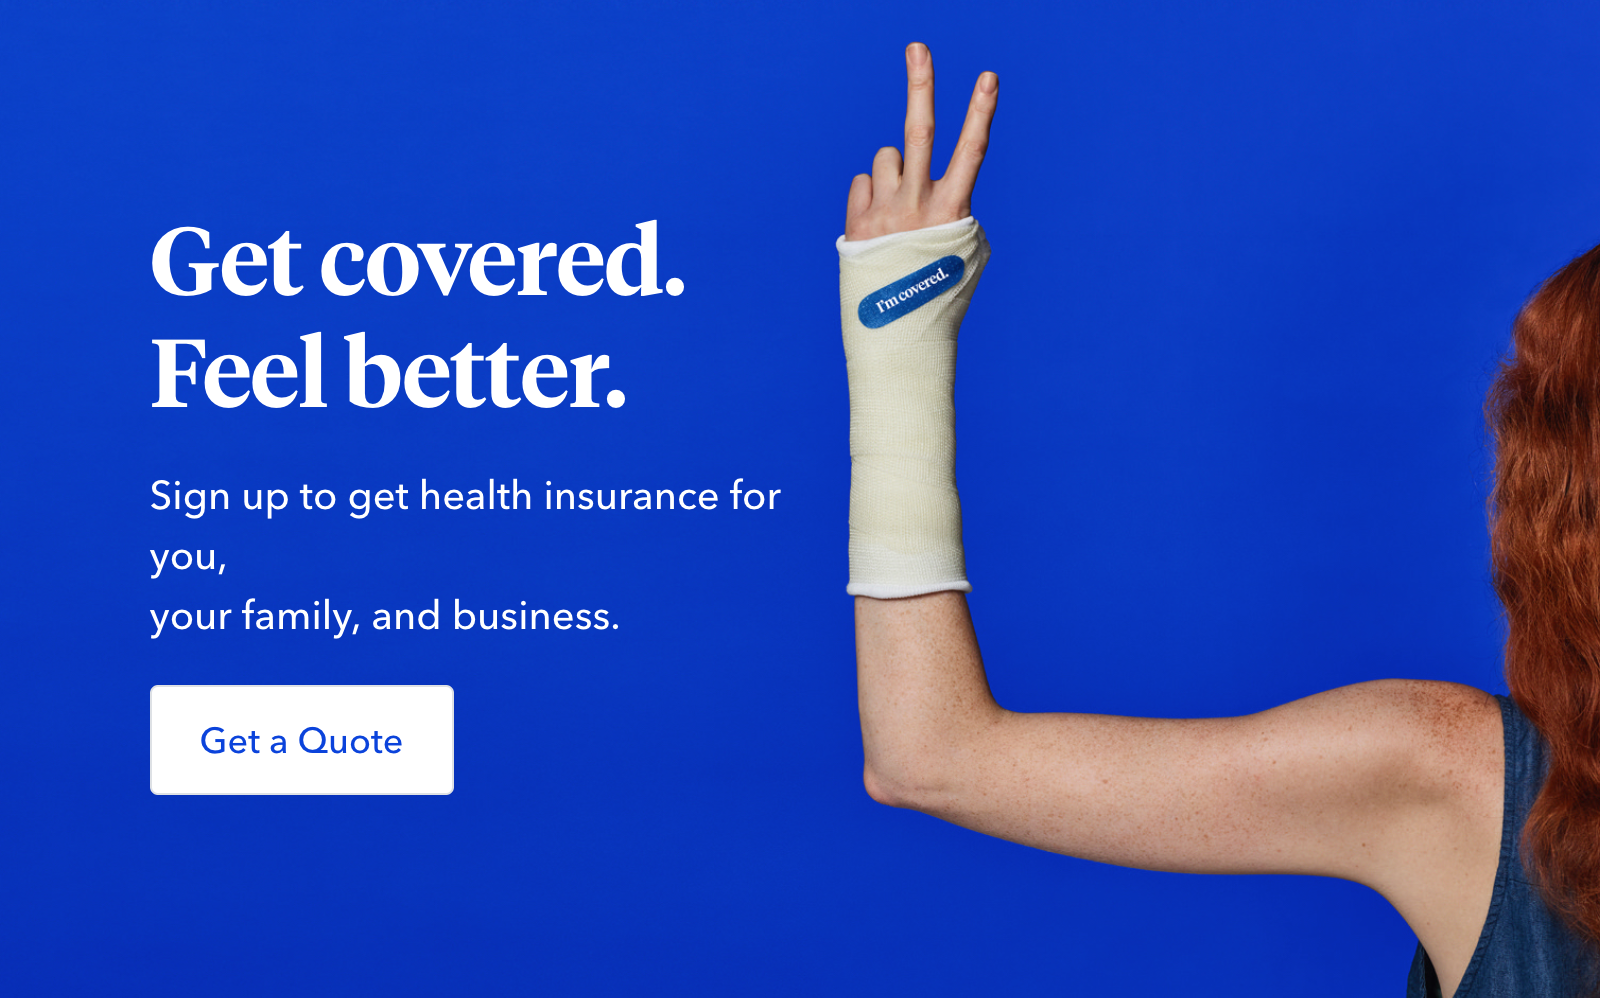 Get covered.
Feel better.
Sign up to get health insurance for
you,
your family, and business.
Get a Quote
I'm covered.